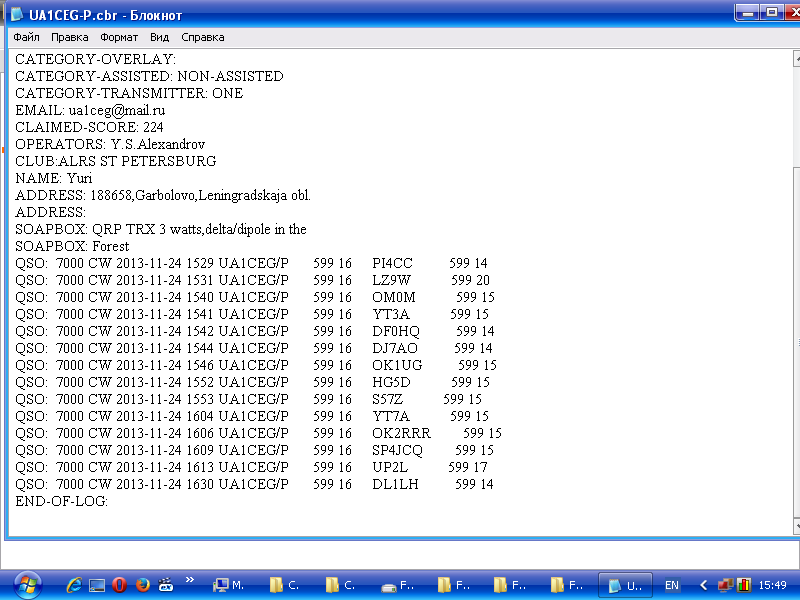 UA1CEG-P.cbr - Блокнот
Файл Правка Формат Вид Справка
CATEGORY-OVERLAY:
CATEGORY-ASSISTED: NON-ASSISTED
CATEGORY-TRANSMITTER: ONE
EMAIL: ua1ceg@mail.ru
CLAIMED-SCORE: 224
OPERATORS: Y.S.Alexandrov
CLUB:ALRS ST PETERSBURG
NAME: Yuri
ADDRESS: 188658,Garbolovo,Leningradskaja obl.
ADDRESS:
SOAPBOX: QRP TRX 3 watts,delta/dipole in the
SOAPBOX: Forest
QSO: 7000 CW 2013-11-24 1529 UA1CEG/P 599 16 PI4CC 599 14
QSO: 7000 CW 2013-11-24 1531 UA1CEG/P 599 16 LZ9W 599 20
QSO: 7000 CW 2013-11-24 1540 UA1CEG/P 599 16 OM0M 599 15
QSO: 7000 CW 2013-11-24 1541 UA1CEG/P 599 16 YT3A 599 15
QSO: 7000 CW 2013-11-24 1542 UA1CEG/P 599 16 DF0HQ 599 14
QSO: 7000 CW 2013-11-24 1544 UA1CEG/P 599 16 DJ7AO 599 14
QSO: 7000 CW 2013-11-24 1546 UA1CEG/P 599 16 OK1UG 599 15
QSO: 7000 CW 2013-11-24 1552 UA1CEG/P 599 16 HG5D 599 15
QSO: 7000 CW 2013-11-24 1553 UA1CEG/P 599 16 S57Z 599 15
QSO: 7000 CW 2013-11-24 1604 UA1CEG/P 599 16 YT7A 599 15
QSO: 7000 CW 2013-11-24 1606 UA1CEG/P 599 16 OK2RRR 599 15
QSO: 7000 CW 2013-11-24 1609 UA1CEG/P 599 16 SP4JCQ 599 15
QSO: 7000 CW 2013-11-24 1613 UA1CEG/P 599 16 UP2L 599 17
QSO: 7000 CW 2013-11-24 1630 UA1CEG/P 599 16 DL1LH 599 14
END-OF-LOG:
M. C. C. F.. F.. F.. F.. U.. EN 15:49